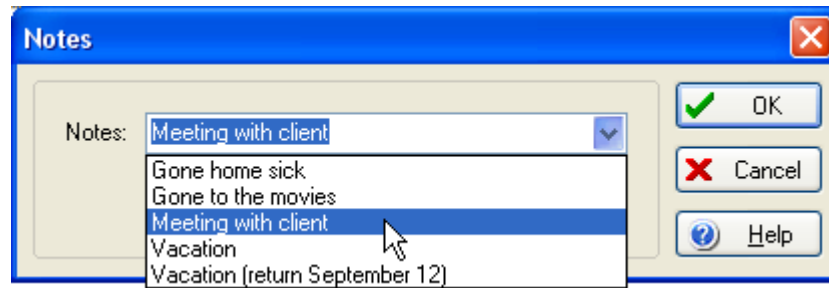 Notes
Notes: Meeting with client
Gone home sick
Gone to the movies
Meeting with client
Vacation
Vacation (return September 12)
OK
Cancel
Help